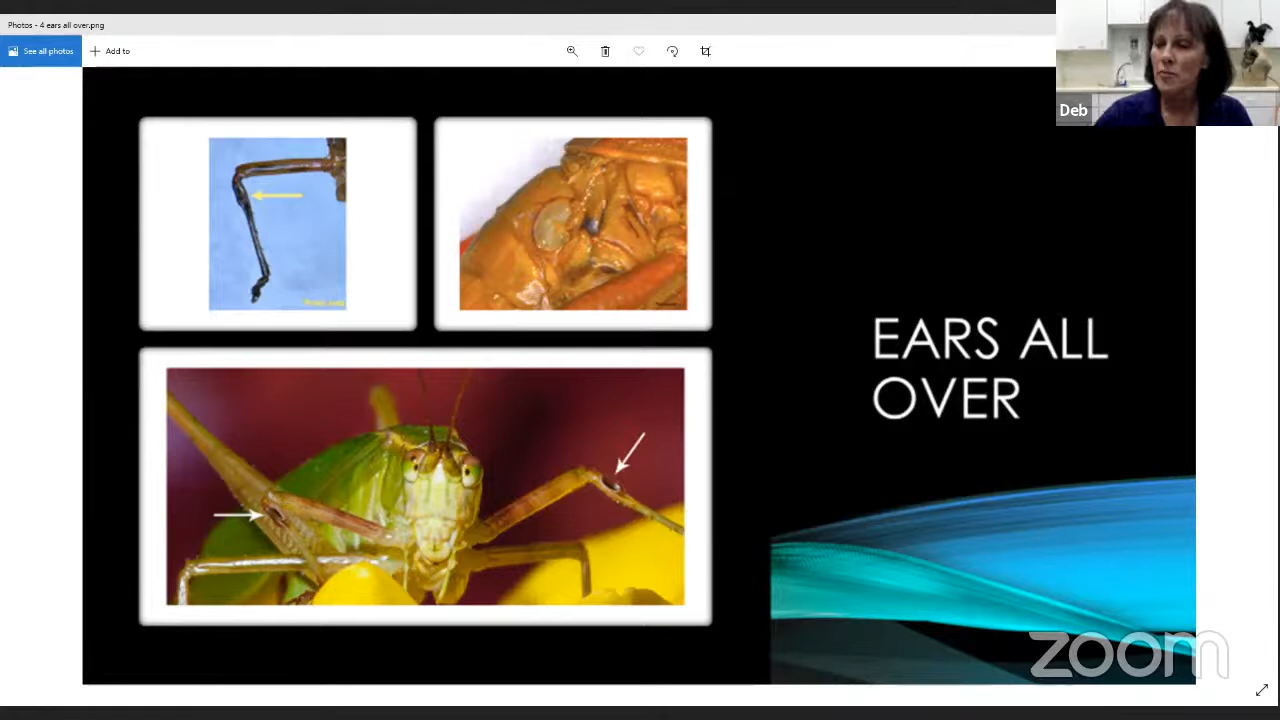 Photos - 4 ears all over.png
See all photos
Add to
Deb
EARS ALL
OVER
zoom